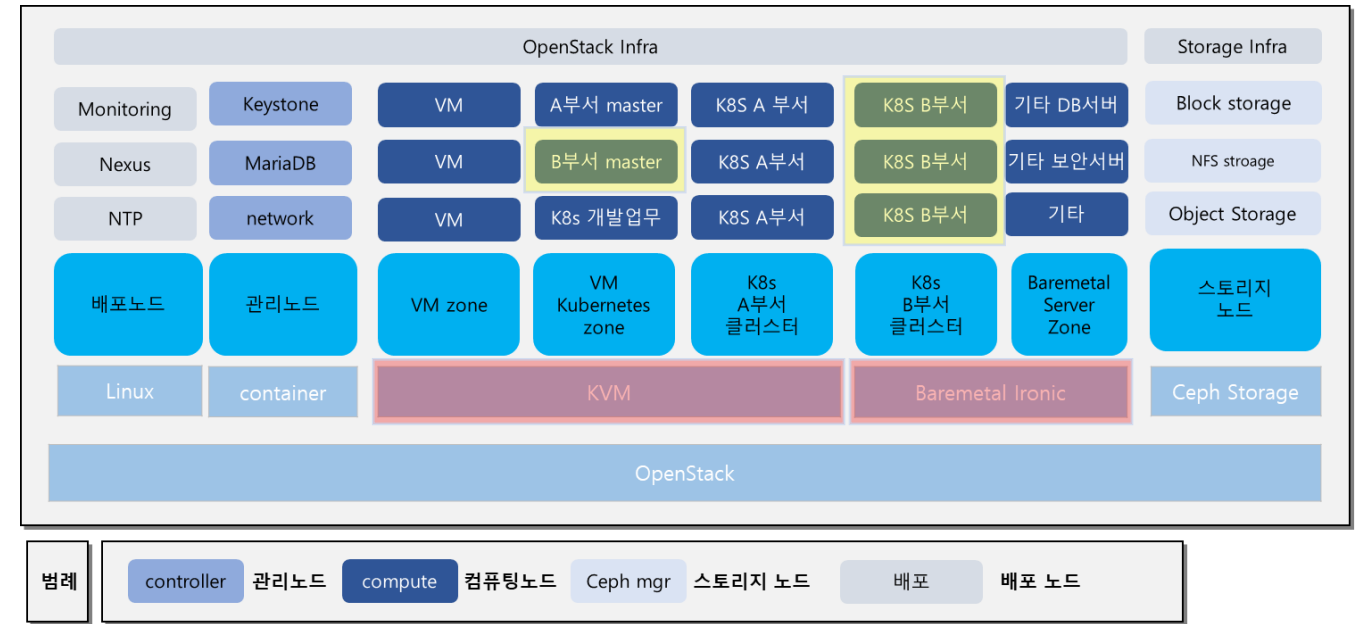 OpenStack Infra
Storage Infra
Monitoring
Keystone
VM
A부서 master
K8S A 부서
K8S B부서
기타 DB서버
Block storage
Nexus
MariaDB
VM
B부서 master
K8S A부서
K8S B부서
기타 보안서버
NFS stroage
NTP
network
VM
K8s 개발업무
K8S A부서
K8S B부서
기타
Object Storage
배포노드
관리노드
VM zone
VM
Kubernetes
zone
K8s
A부서
클러스터
K8s
B부서
클러스터
Baremetal
Server
Zone
스토리지
노드
Linux
container
KVM
Baremetal Ironic
Ceph Storage
OpenStack
범례
controller
관리노드
compute
컴퓨팅노드
Ceph mgr
스토리지 노드
배포
배포 노드